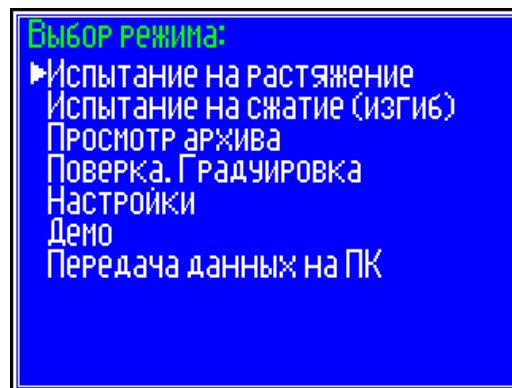 Выбор режима:
Испытание на растяжение
Испытание на сжатие (изгиб)
Просмотр архива
Поверка. Градуировка
Настройки
Демо
Передача данных на ПК